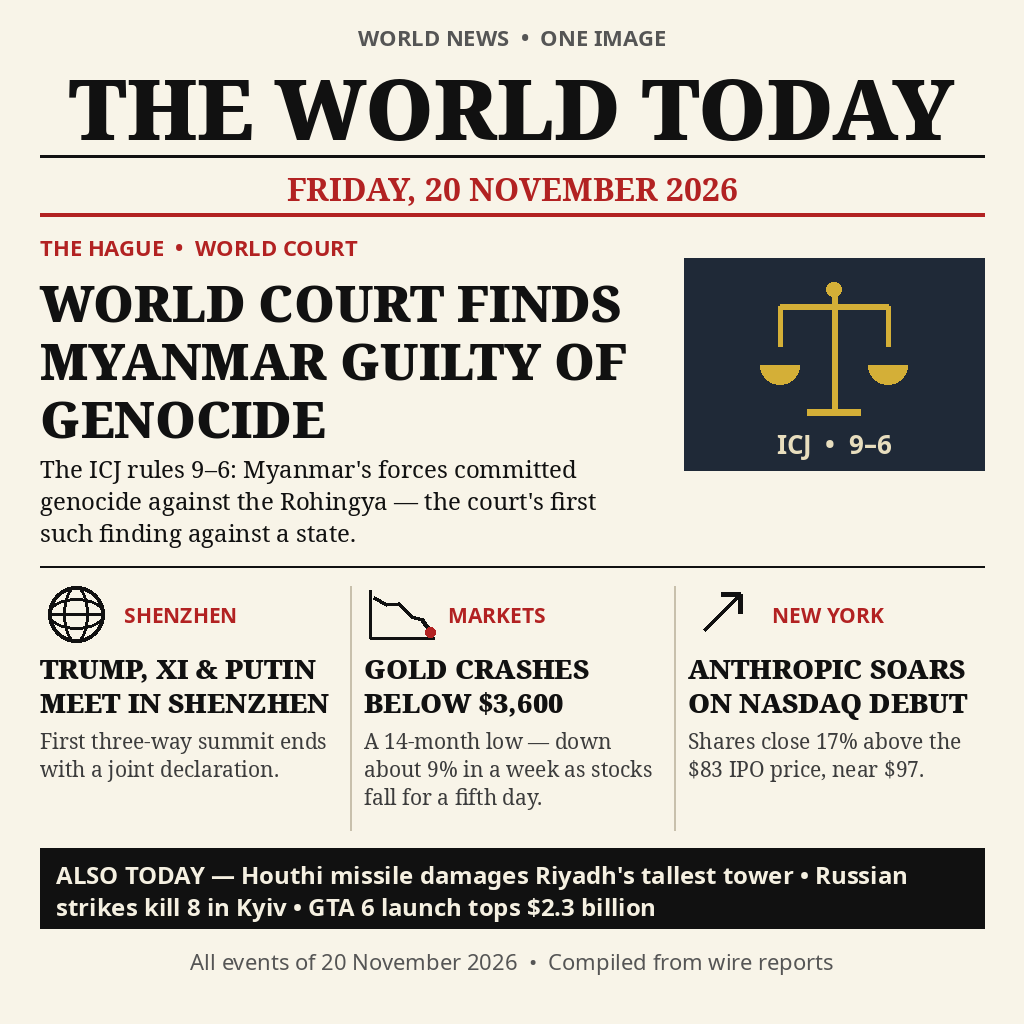 WORLD NEWS • ONE IMAGE
THE WORLD TODAY
FRIDAY, 20 NOVEMBER 2026
THE HAGUE • WORLD COURT
WORLD COURT FINDS
MYANMAR GUILTY OF
GENOCIDE
The ICJ rules 9–6: Myanmar's forces committed
genocide against the Rohingya — the court's first
such finding against a state.
ICJ • 9–6
SHENZHEN
TRUMP, XI & PUTIN
MEET IN SHENZHEN
First three-way summit ends
with a joint declaration.
MARKETS
GOLD CRASHES
BELOW $3,600
A 14-month low — down
about 9% in a week as stocks
fall for a fifth day.
NEW YORK
ANTHROPIC SOARS
ON NASDAQ DEBUT
Shares close 17% above the
$83 IPO price, near $97.
ALSO TODAY — Houthi missile damages Riyadh's tallest tower • Russian
strikes kill 8 in Kyiv • GTA 6 launch tops $2.3 billion
All events of 20 November 2026 • Compiled from wire reports